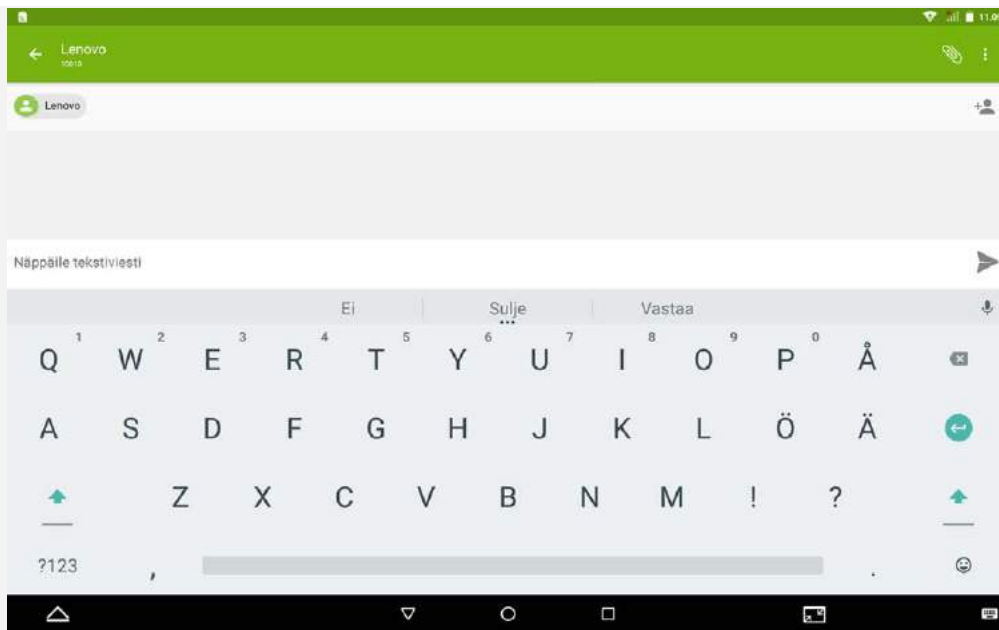 11.0
Lenovo
10010
Lenovo
Näppäile tekstiviesti
Ei Sulje Vastaa
1 2 3 4 5 6 7 8 9 0
Q W E R T Y U I O P Å
A S D F G H J K L Ö Ä
Z X C V B N M ! ?
?123 , .